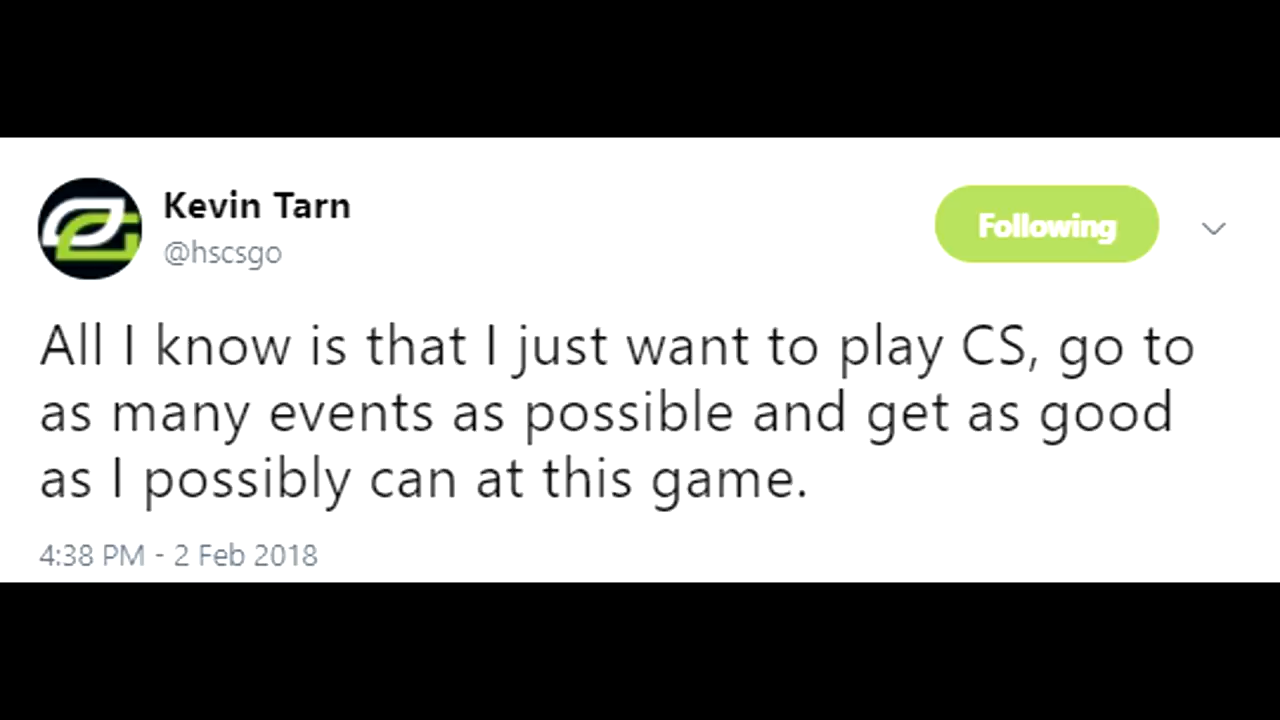 Kevin Tarn
@hscsgo
Following
All I know is that I just want to play CS, go to
as many events as possible and get as good
as I possibly can at this game.
4:38 PM - 2 Feb 2018